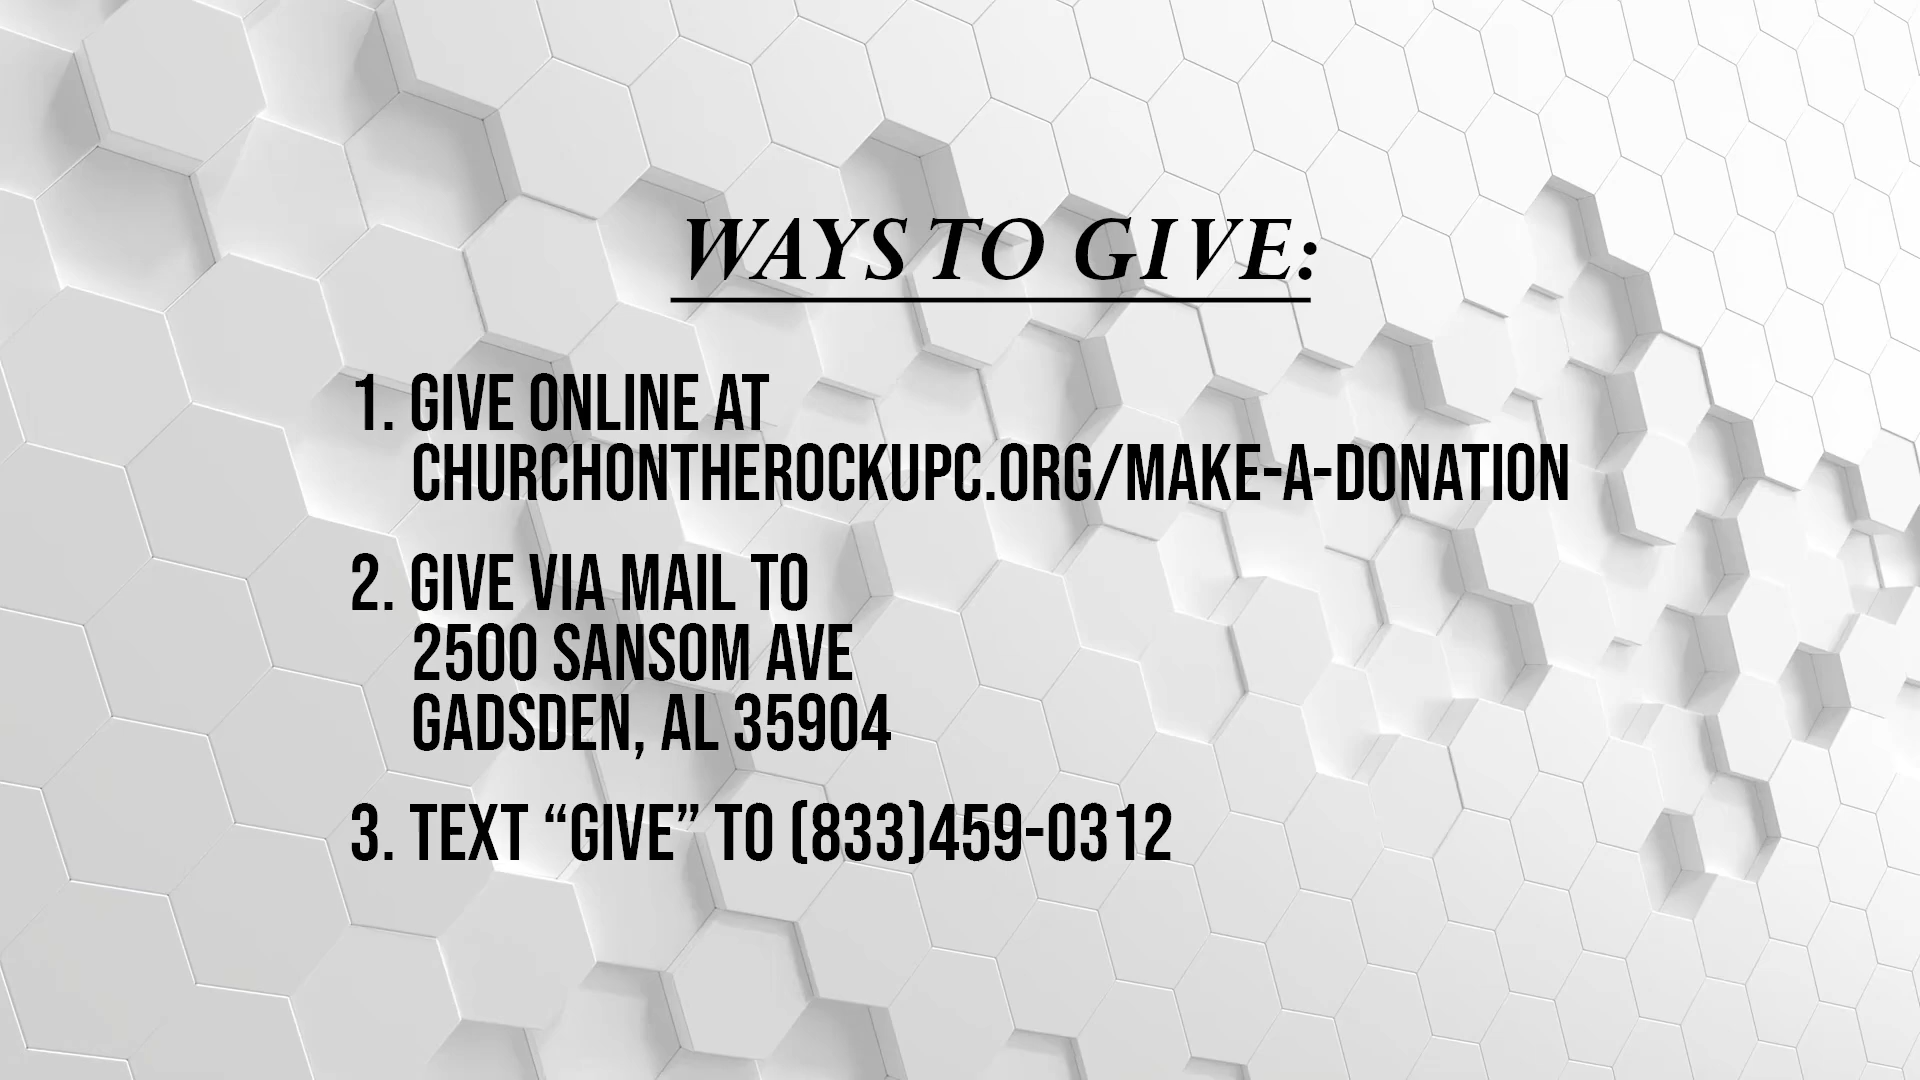 WAYS TO GIVE:
1. GIVE ONLINE AT
CHURCHONTHEROCKUPC.ORG/MAKE-A-DONATION
2. GIVE VIA MAIL TO
2500 SANSOM AVE
GADSDEN, AL 35904
3. TEXT “GIVE” TO (833)459-0312